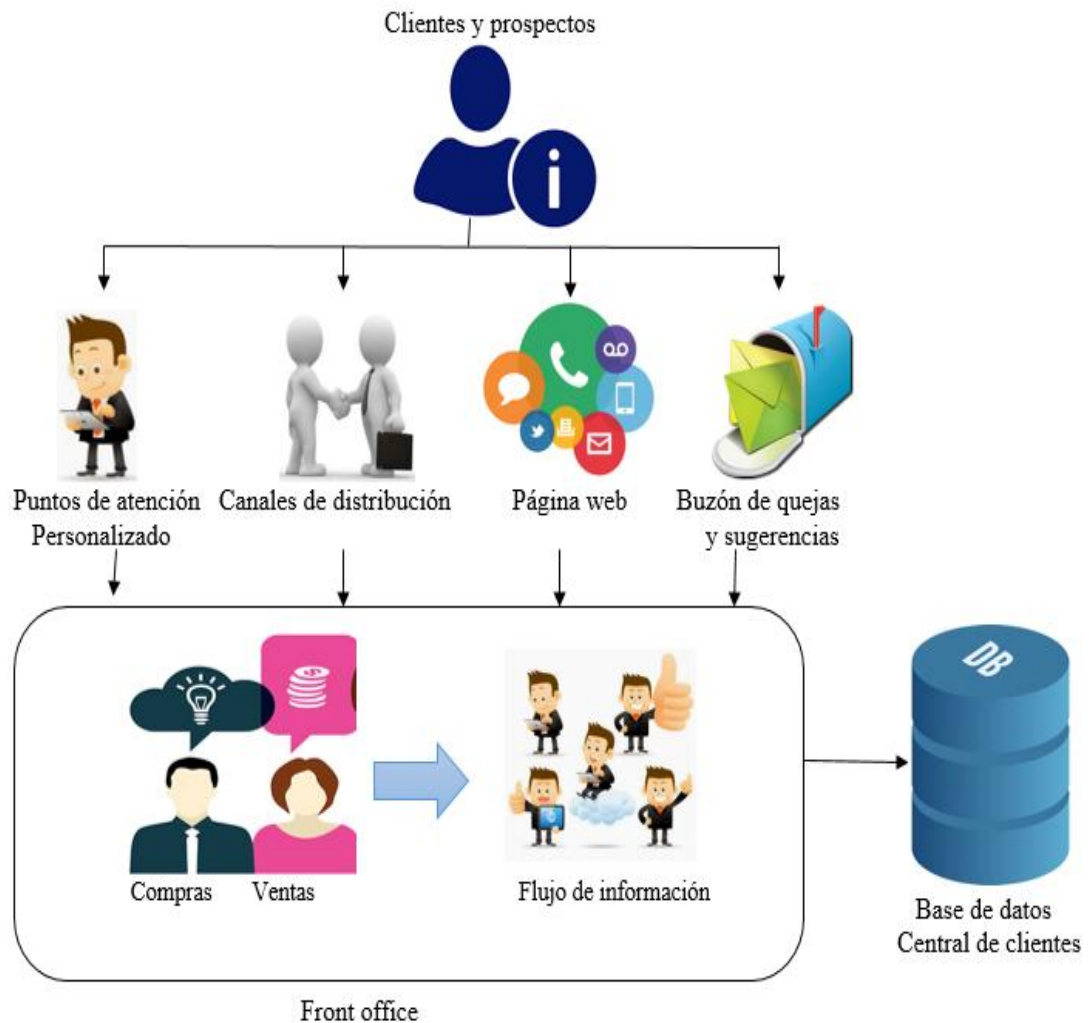 Clientes y prospectos
i
Puntos de atención
Personalizado
Canales de distribución
Página web
Buzón de quejas
y sugerencias
$
DB
Compras
Ventas
Flujo de información
Base de datos
Central de clientes
Front office